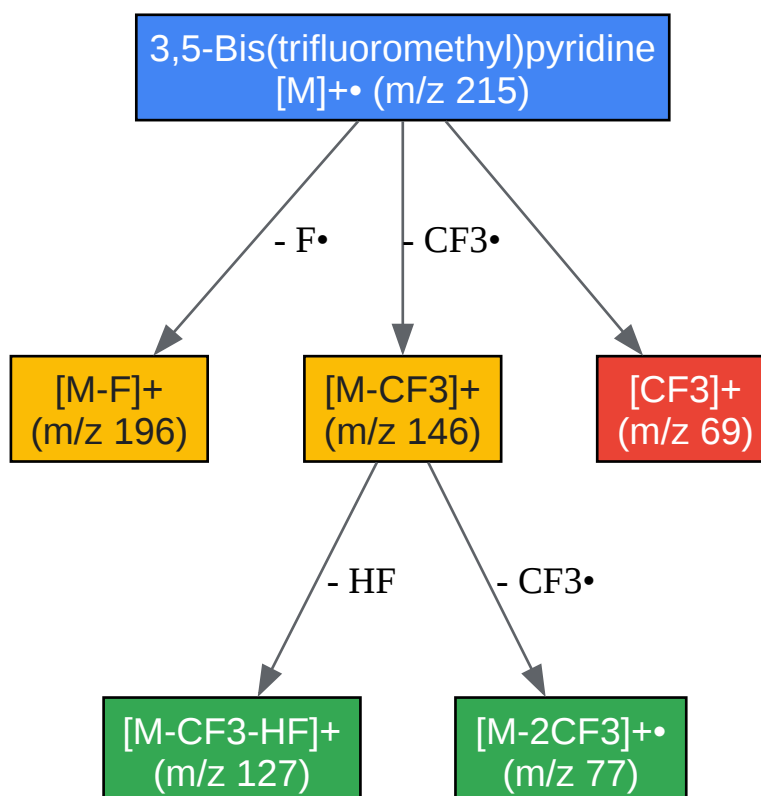 3,5-Bis(trifluoromethyl)pyridine
[M]+• (m/z 215)
- F•
- CF3•
[M-F]+
(m/z 196)
[M-CF3]+
(m/z 146)
[CF3]+
(m/z 69)
- HF
- CF3•
[M-CF3-HF]+
(m/z 127)
[M-2CF3]+•
(m/z 77)